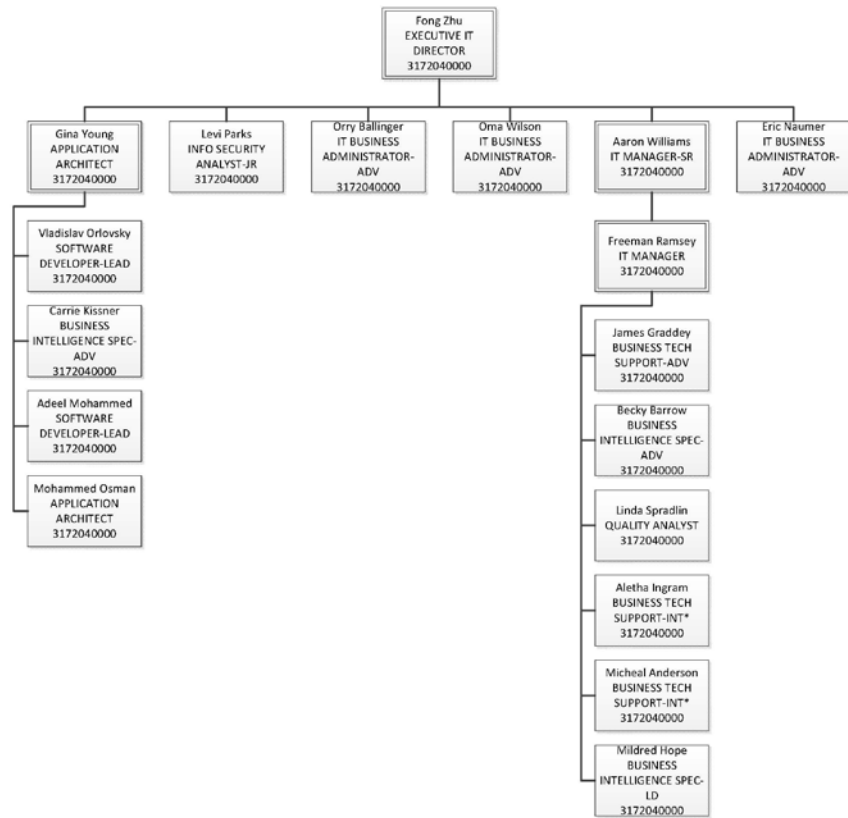 Fong Zhu
EXECUTIVE IT
DIRECTOR
3172040000
Gina Young
APPLICATION
ARCHITECT
3172040000
Levi Parks
INFO SECURITY
ANALYST-JR
3172040000
Orry Ballinger
IT BUSINESS
ADMINISTRATOR-
ADV
3172040000
Oma Wilson
IT BUSINESS
ADMINISTRATOR-
ADV
3172040000
Aaron Williams
IT MANAGER-SR
3172040000
Eric Naumer
IT BUSINESS
ADMINISTRATOR-
ADV
3172040000
Vladislav Orlovsky
SOFTWARE
DEVELOPER-LEAD
3172040000
Carrie Kissner
BUSINESS
INTELLIGENCE SPEC-
ADV
3172040000
Adeel Mohammed
SOFTWARE
DEVELOPER-LEAD
3172040000
Mohammed Osman
APPLICATION
ARCHITECT
3172040000
Freeman Ramsey
IT MANAGER
3172040000
James Graddey
BUSINESS TECH
SUPPORT-ADV
3172040000
Becky Barrow
BUSINESS
INTELLIGENCE SPEC-
ADV
3172040000
Linda Spradlin
QUALITY ANALYST
3172040000
Aletha Ingram
BUSINESS TECH
SUPPORT-INT*
3172040000
Micheal Anderson
BUSINESS TECH
SUPPORT-INT*
3172040000
Mildred Hope
BUSINESS
INTELLIGENCE SPEC-
LD
3172040000